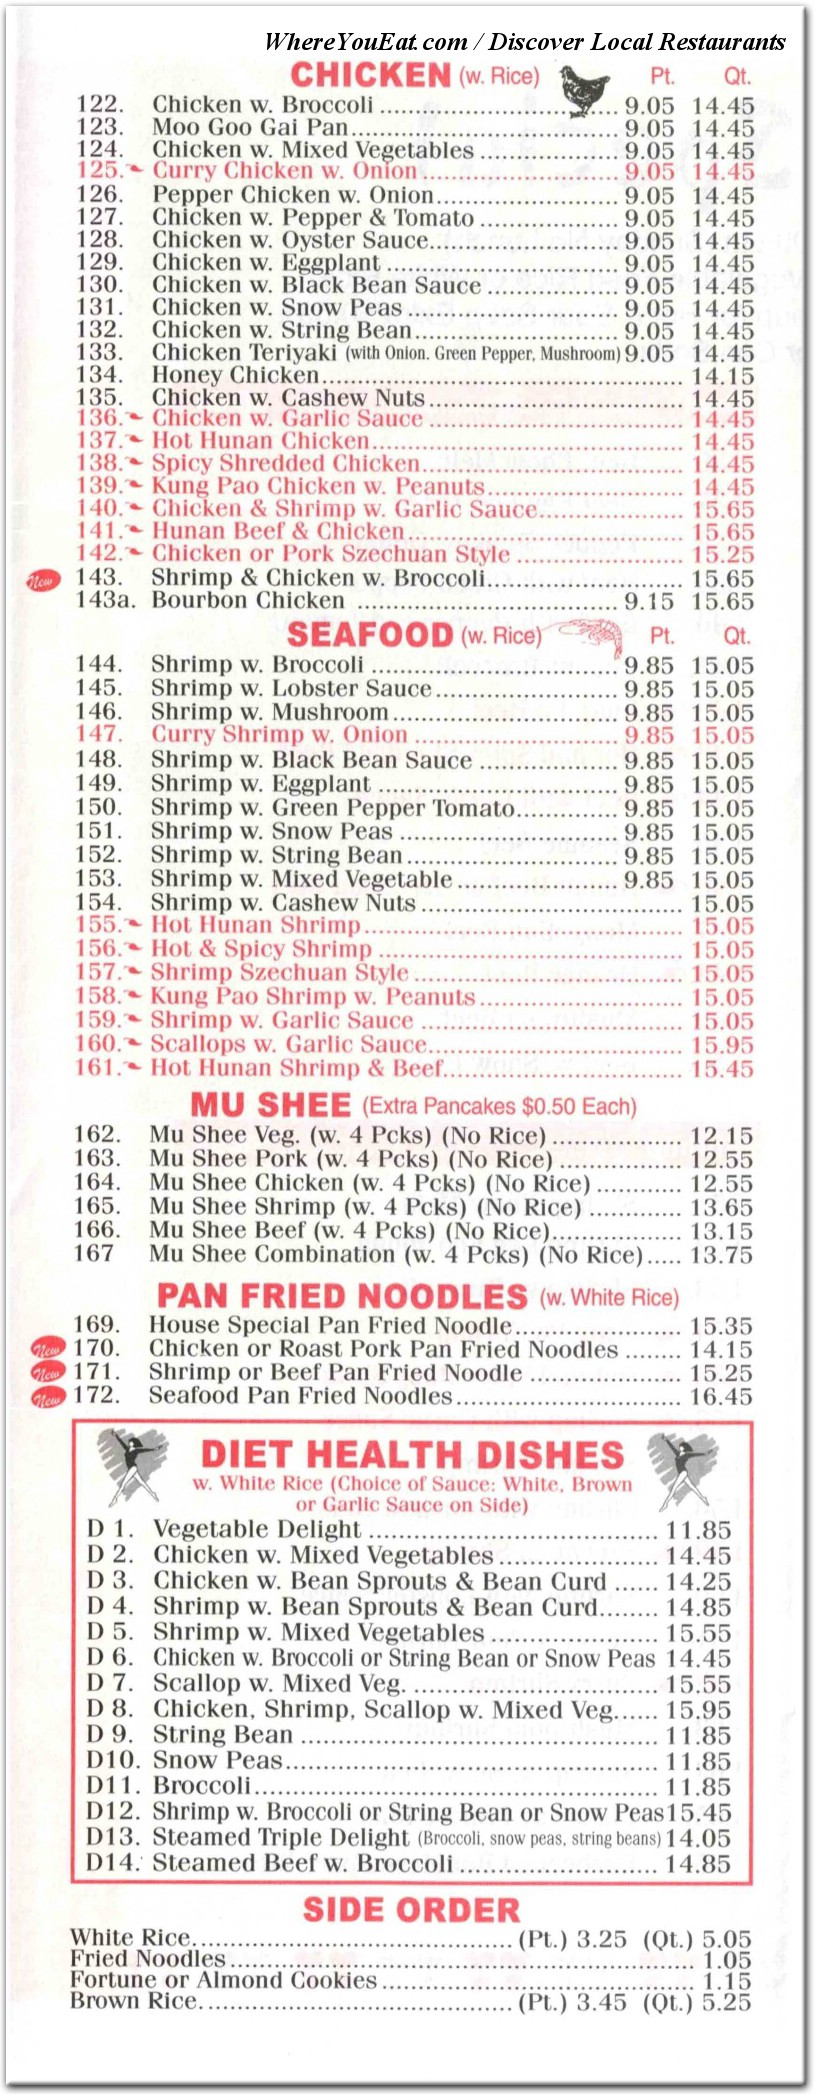 WhereYouEat.com / Discover Local Restaurants
CHICKEN (w. Rice) Pt. Qt.
122. Chicken w. Broccoli 9.05 14.45
123. Moo Goo Gai Pan 9.05 14.45
124. Chicken w. Mixed Vegetables 9.05 14.45
125. Curry Chicken w. Onion 9.05 14.45
126. Pepper Chicken w. Onion 9.05 14.45
127. Chicken w. Pepper & Tomato 9.05 14.45
128. Chicken w. Oyster Sauce 9.05 14.45
129. Chicken w. Eggplant 9.05 14.45
130. Chicken w. Black Bean Sauce 9.05 14.45
131. Chicken w. Snow Peas 9.05 14.45
132. Chicken w. String Bean 9.05 14.45
133. Chicken Teriyaki (with Onion. Green Pepper, Mushroom) 9.05 14.45
134. Honey Chicken 14.15
135. Chicken w. Cashew Nuts 14.45
136. Chicken w. Garlic Sauce 14.45
137. Hot Hunan Chicken 14.45
138. Spicy Shredded Chicken 14.45
139. Kung Pao Chicken w. Peanuts 14.45
140. Chicken & Shrimp w. Garlic Sauce 15.65
141. Hunan Beef & Chicken 15.65
142. Chicken or Pork Szechuan Style 15.25
New 143. Shrimp & Chicken w. Broccoli 15.65
143a. Bourbon Chicken 9.15 15.65
SEAFOOD (w. Rice) Pt. Qt.
144. Shrimp w. Broccoli 9.85 15.05
145. Shrimp w. Lobster Sauce 9.85 15.05
146. Shrimp w. Mushroom 9.85 15.05
147. Curry Shrimp w. Onion 9.85 15.05
148. Shrimp w. Black Bean Sauce 9.85 15.05
149. Shrimp w. Eggplant 9.85 15.05
150. Shrimp w. Green Pepper Tomato 9.85 15.05
151. Shrimp w. Snow Peas 9.85 15.05
152. Shrimp w. String Bean 9.85 15.05
153. Shrimp w. Mixed Vegetable 9.85 15.05
154. Shrimp w. Cashew Nuts 15.05
155. Hot Hunan Shrimp 15.05
156. Hot & Spicy Shrimp 15.05
157. Shrimp Szechuan Style 15.05
158. Kung Pao Shrimp w. Peanuts 15.05
159. Shrimp w. Garlic Sauce 15.05
160. Scallops w. Garlic Sauce 15.95
161. Hot Hunan Shrimp & Beef 15.45
MU SHEE (Extra Pancakes $0.50 Each)
162. Mu Shee Veg. (w. 4 Pcks) (No Rice) 12.15
163. Mu Shee Pork (w. 4 Pcks) (No Rice) 12.55
164. Mu Shee Chicken (w. 4 Pcks) (No Rice) 12.55
165. Mu Shee Shrimp (w. 4 Pcks) (No Rice) 13.65
166. Mu Shee Beef (w. 4 Pcks) (No Rice) 13.15
167 Mu Shee Combination (w. 4 Pcks) (No Rice) 13.75
PAN FRIED NOODLES (w. White Rice)
169. House Special Pan Fried Noodle 15.35
New 170. Chicken or Roast Pork Pan Fried Noodles 14.15
New 171. Shrimp or Beef Pan Fried Noodle 15.25
New 172. Seafood Pan Fried Noodles 16.45
DIET HEALTH DISHES
w. White Rice (Choice of Sauce: White, Brown
or Garlic Sauce on Side)
D 1. Vegetable Delight 11.85
D 2. Chicken w. Mixed Vegetables 14.45
D 3. Chicken w. Bean Sprouts & Bean Curd 14.25
D 4. Shrimp w. Bean Sprouts & Bean Curd 14.85
D 5. Shrimp w. Mixed Vegetables 15.55
D 6. Chicken w. Broccoli or String Bean or Snow Peas 14.45
D 7. Scallop w. Mixed Veg. 15.55
D 8. Chicken, Shrimp, Scallop w. Mixed Veg. 15.95
D 9. String Bean 11.85
D10. Snow Peas 11.85
D11. Broccoli 11.85
D12. Shrimp w. Broccoli or String Bean or Snow Peas 15.45
D13. Steamed Triple Delight (Broccoli, snow peas, string beans) 14.05
D14. Steamed Beef w. Broccoli 14.85
SIDE ORDER
White Rice (Pt.) 3.25 (Qt.) 5.05
Fried Noodles 1.05
Fortune or Almond Cookies 1.15
Brown Rice (Pt.) 3.45 (Qt.) 5.25